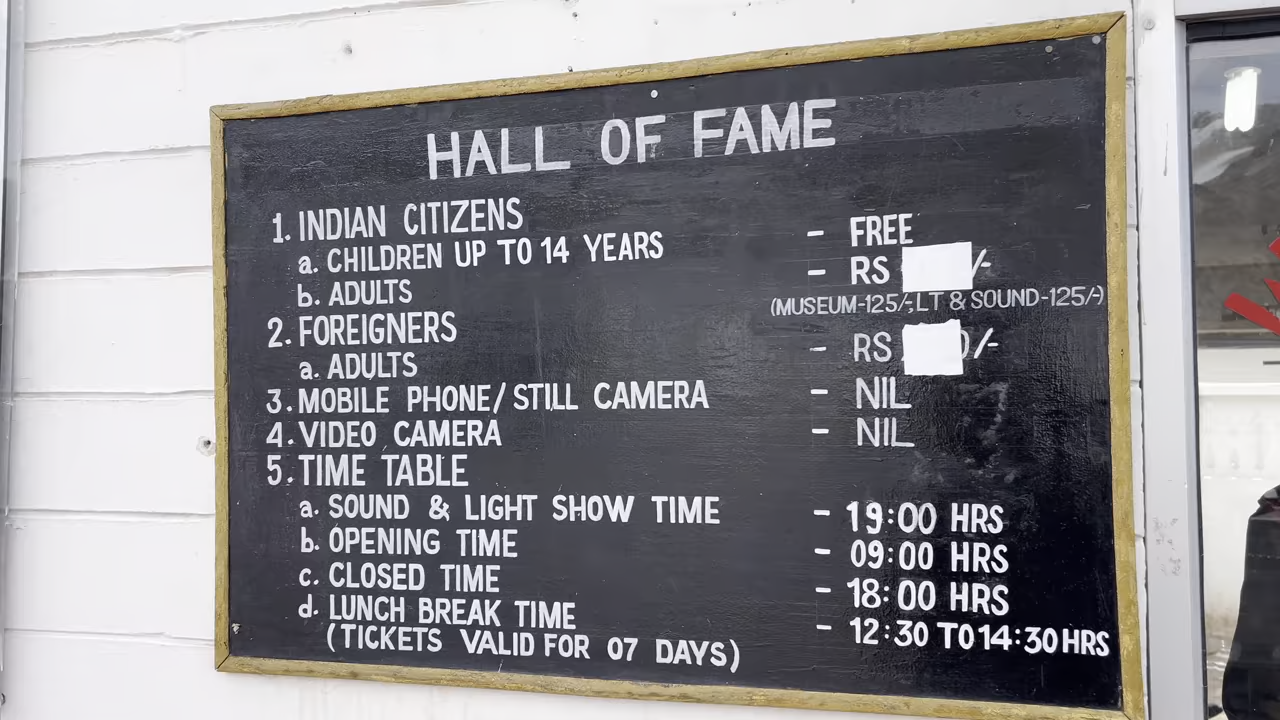 HALL OF FAME
1. INDIAN CITIZENS
a. CHILDREN UP TO 14 YEARS - FREE
b. ADULTS - RS /-
(MUSEUM-125/-, LT & SOUND-125/-)
2. FOREIGNERS
a. ADULTS - RS 0/-
3. MOBILE PHONE/STILL CAMERA - NIL
4. VIDEO CAMERA - NIL
5. TIME TABLE
a. SOUND & LIGHT SHOW TIME - 19:00 HRS
b. OPENING TIME - 09:00 HRS
c. CLOSED TIME - 18:00 HRS
d. LUNCH BREAK TIME - 12:30 TO 14:30 HRS
(TICKETS VALID FOR 07 DAYS)